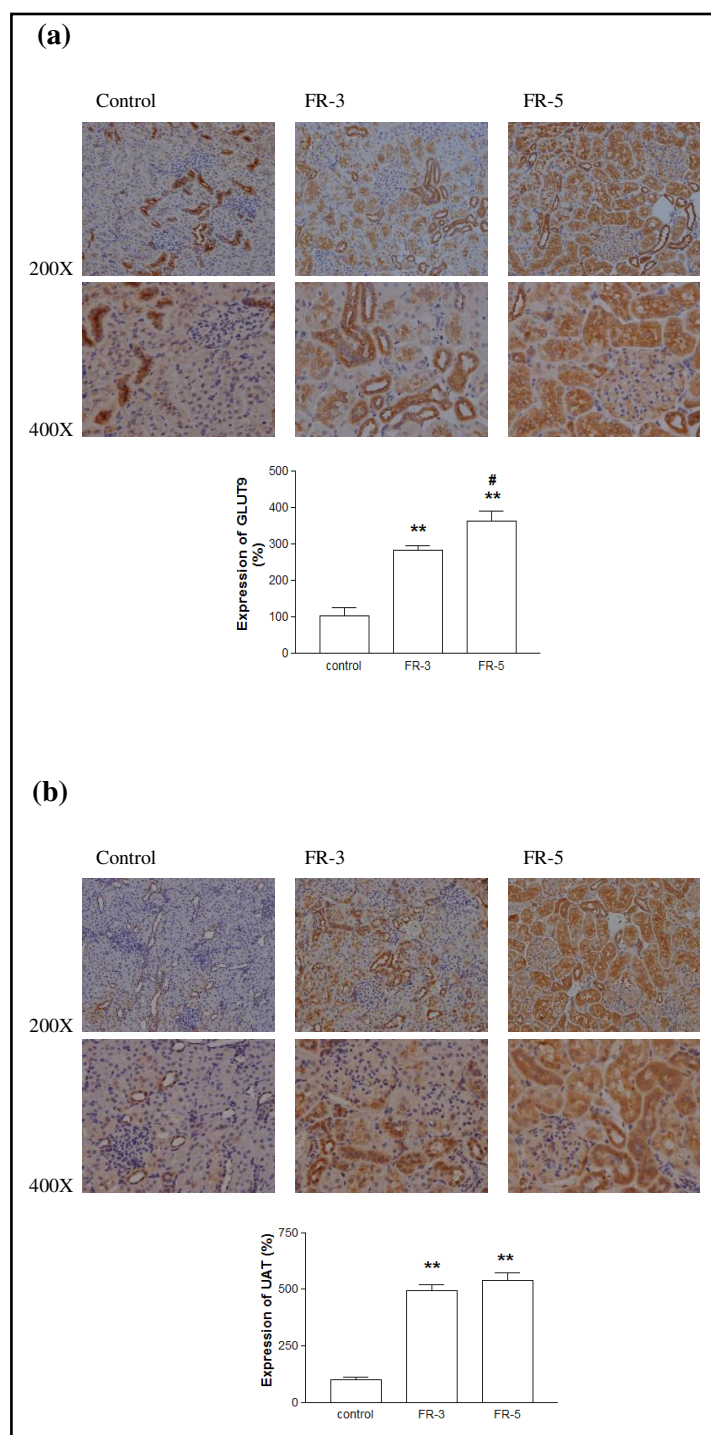 (a)
Control FR-3 FR-5
200X
400X
Expression of GLUT9
(%)
500
400
300
200
100
0
**
#
**
control FR-3 FR-5
(b)
Control FR-3 FR-5
200X
400X
Expression of UAT (%)
750
500
250
0
** **
control FR-3 FR-5